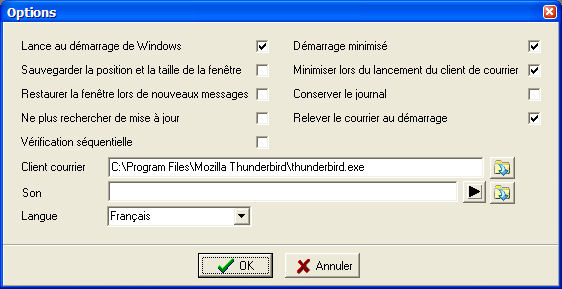 Options
Lance au démarrage de Windows
Démarrage minimisé
Sauvegarder la position et la taille de la fenêtre
Minimiser lors du lancement du client de courrier
Restaurer la fenêtre lors de nouveaux messages
Conserver le journal
Ne plus rechercher de mise à jour
Relever le courrier au démarrage
Vérification séquentielle
Client courrier
C:\Program Files\Mozilla Thunderbird\thunderbird.exe
Son
Langue
Français
OK
Annuler